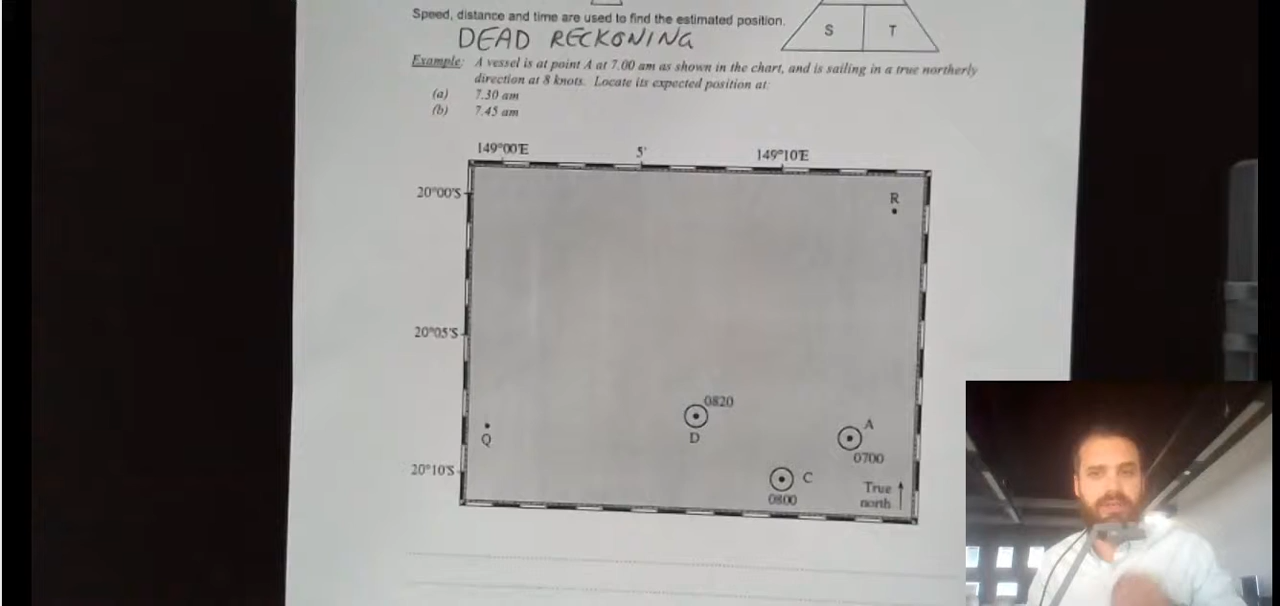 Speed, distance and time are used to find the estimated position.
S T
DEAD RECKONING
Example: A vessel is at point A at 7.00 am as shown in the chart, and is sailing in a true northerly
direction at 8 knots. Locate its expected position at:
(a) 7.30 am
(b) 7.45 am
149°00'E 5' 149°10'E
20°00'S
R
20°05'S
0820
D
A
0700
Q
20°10'S
C
0800
True
north